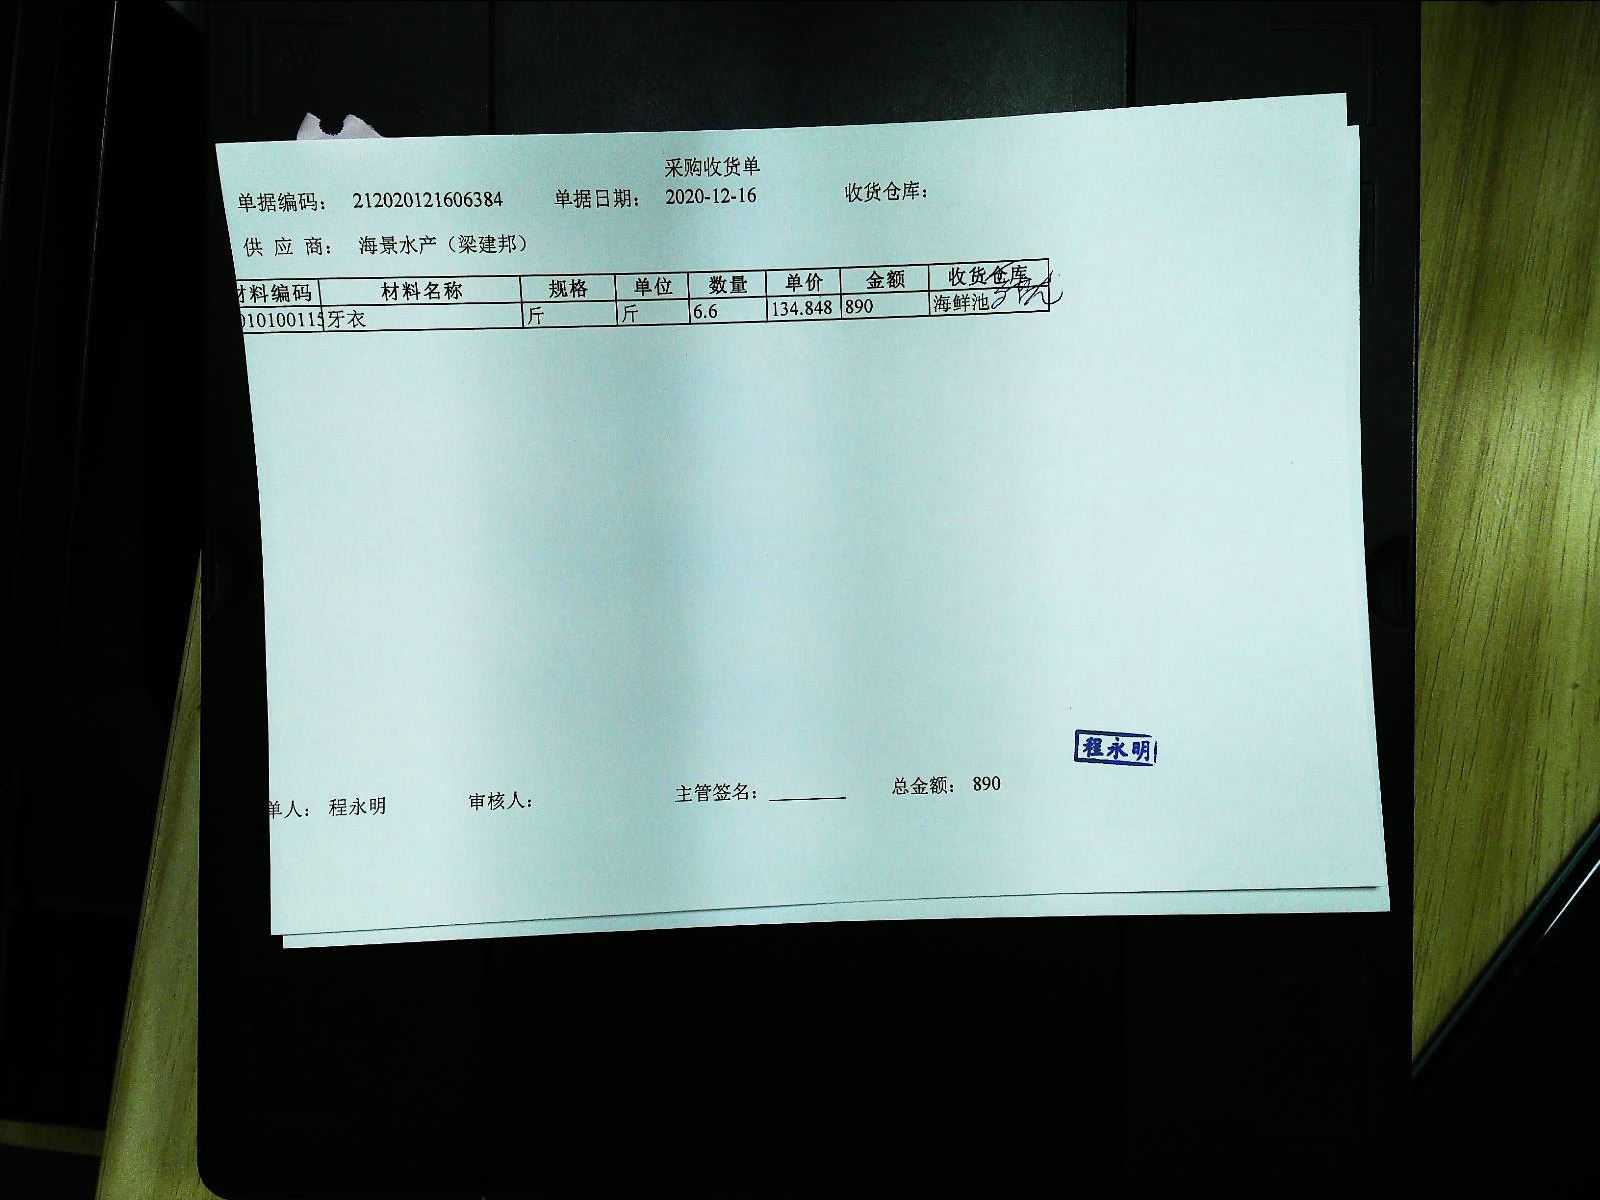 采购收货单
单据编码： 212020121606384 单据日期： 2020-12-16 收货仓库：
供 应 商： 海景水产（梁建邦）
材料编码 材料名称 规格 单位 数量 单价 金额 收货仓库
010100115 牙衣 斤 斤 6.6 134.848 890 海鲜池
程永明
单人： 程永明 审核人： 主管签名： 总金额： 890